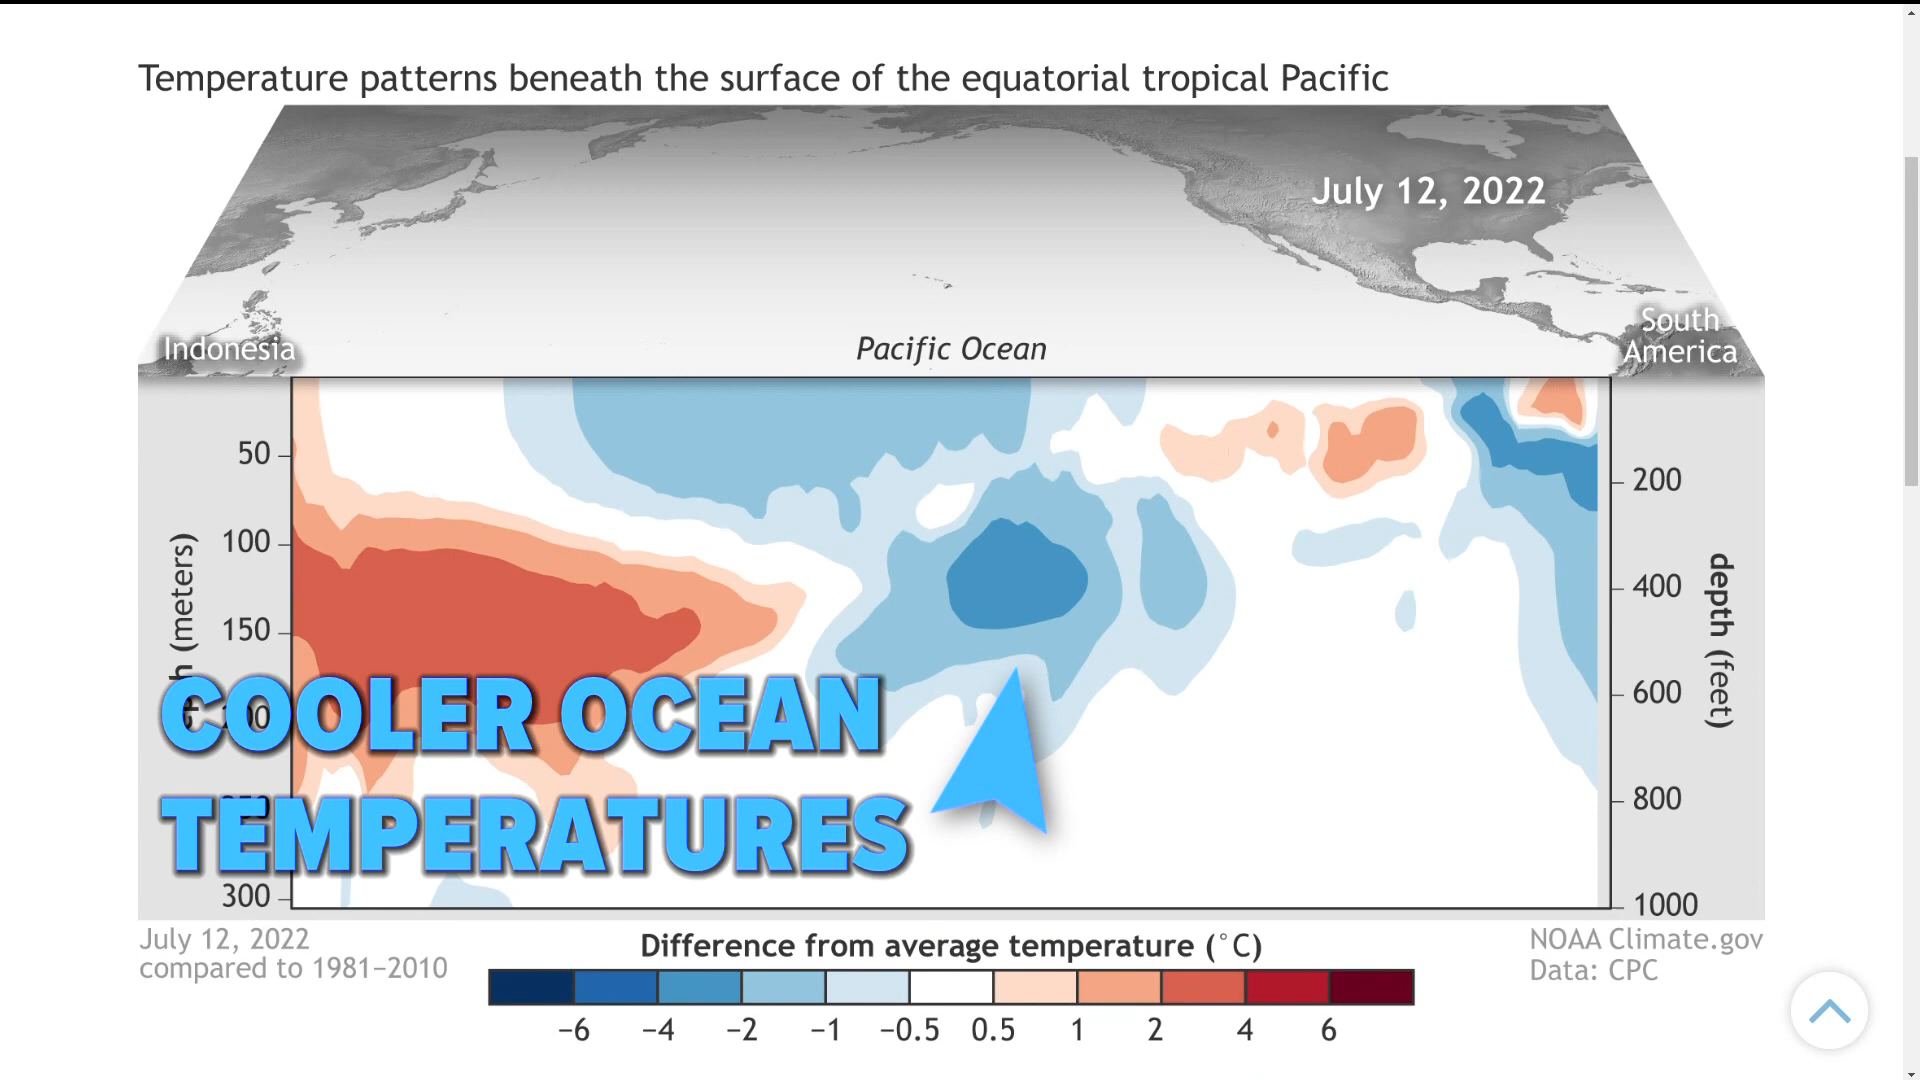 Temperature patterns beneath the surface of the equatorial tropical Pacific
July 12, 2022
Indonesia
Pacific Ocean
South
America
50
100
150
300
(meters)
200
400
600
800
1000
depth (feet)
COOLER OCEAN
TEMPERATURES
July 12, 2022
compared to 1981–2010
Difference from average temperature (°C)
NOAA Climate.gov
Data: CPC
−6 −4 −2 −1 −0.5 0.5 1 2 4 6